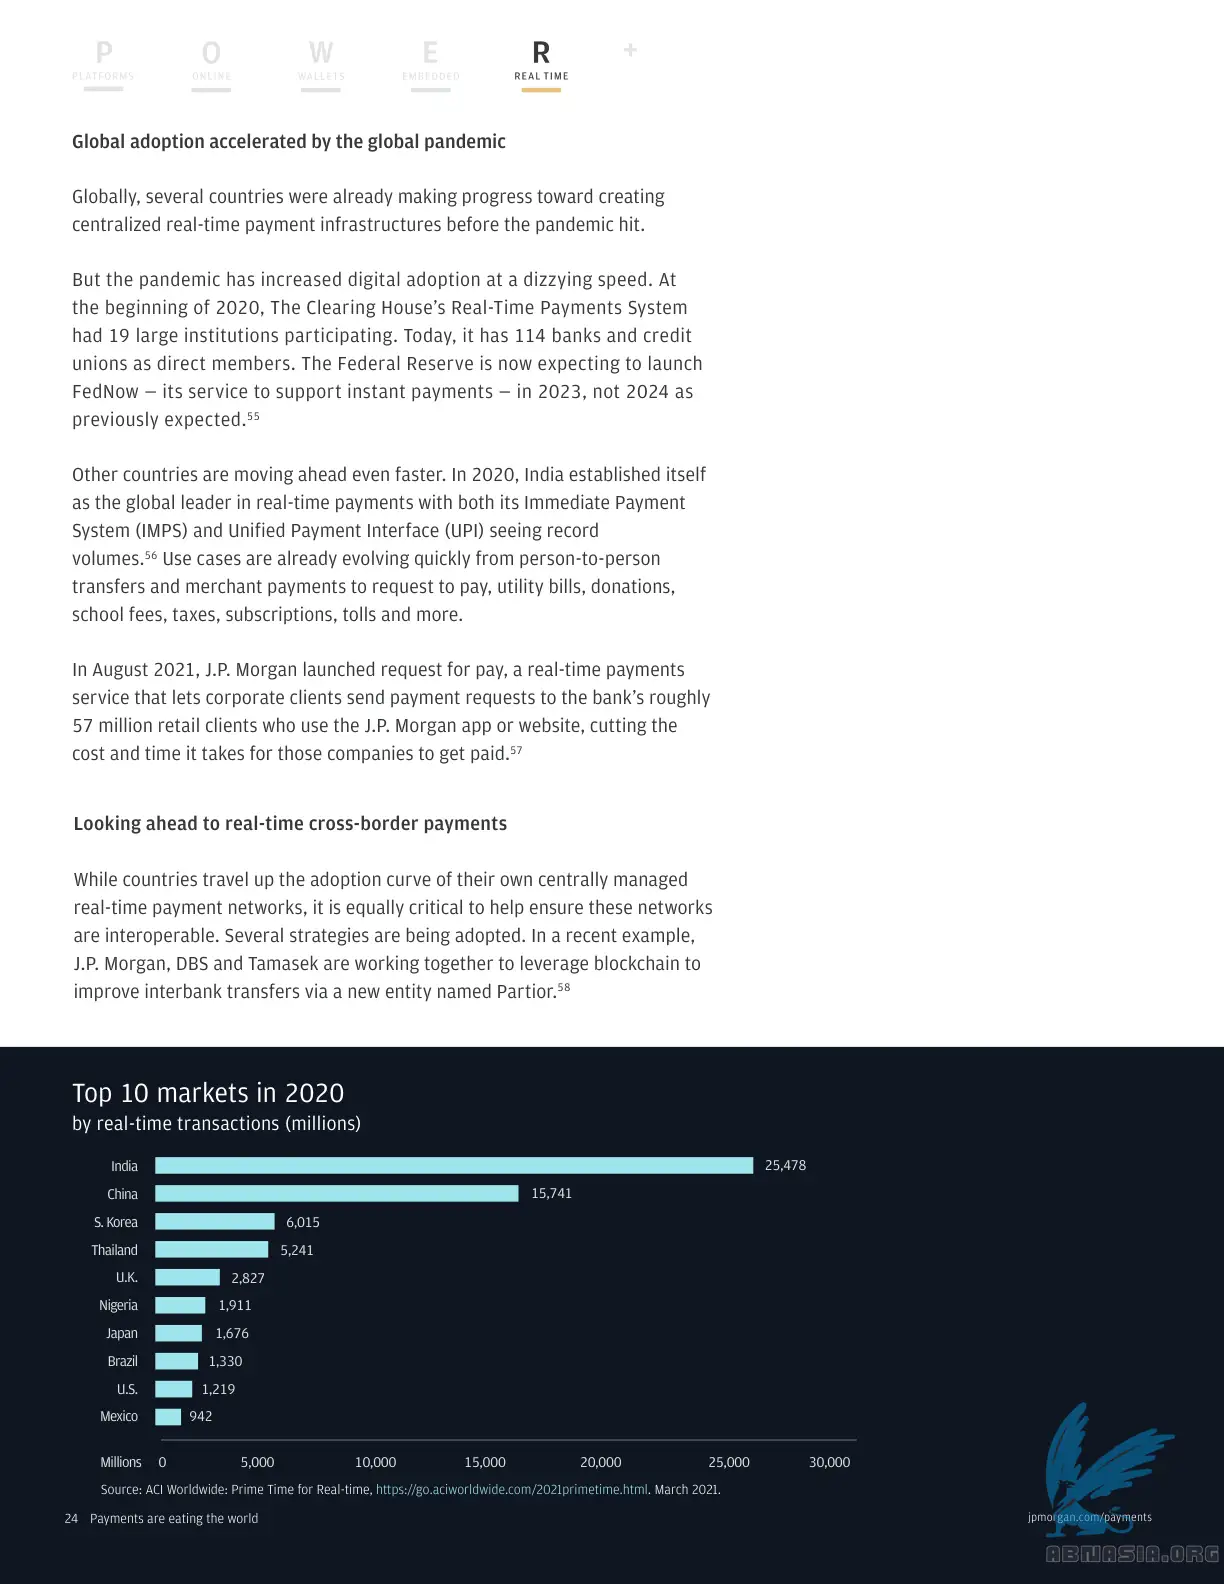 P O W E R +
PLATFORMS ONLINE WALLETS EMBEDDED REAL TIME
Global adoption accelerated by the global pandemic
Globally, several countries were already making progress toward creating
centralized real-time payment infrastructures before the pandemic hit.
But the pandemic has increased digital adoption at a dizzying speed. At
the beginning of 2020, The Clearing House’s Real-Time Payments System
had 19 large institutions participating. Today, it has 114 banks and credit
unions as direct members. The Federal Reserve is now expecting to launch
FedNow – its service to support instant payments – in 2023, not 2024 as
previously expected.55
Other countries are moving ahead even faster. In 2020, India established itself
as the global leader in real-time payments with both its Immediate Payment
System (IMPS) and Unified Payment Interface (UPI) seeing record
volumes.56 Use cases are already evolving quickly from person-to-person
transfers and merchant payments to request to pay, utility bills, donations,
school fees, taxes, subscriptions, tolls and more.
In August 2021, J.P. Morgan launched request for pay, a real-time payments
service that lets corporate clients send payment requests to the bank’s roughly
57 million retail clients who use the J.P. Morgan app or website, cutting the
cost and time it takes for those companies to get paid.57
Looking ahead to real-time cross-border payments
While countries travel up the adoption curve of their own centrally managed
real-time payment networks, it is equally critical to help ensure these networks
are interoperable. Several strategies are being adopted. In a recent example,
J.P. Morgan, DBS and Tamasek are working together to leverage blockchain to
improve interbank transfers via a new entity named Partior.58
Top 10 markets in 2020
by real-time transactions (millions)
India 25,478
China 15,741
S. Korea 6,015
Thailand 5,241
U.K. 2,827
Nigeria 1,911
Japan 1,676
Brazil 1,330
U.S. 1,219
Mexico 942
Millions 0 5,000 10,000 15,000 20,000 25,000 30,000
Source: ACI Worldwide: Prime Time for Real-time, https://go.aciworldwide.com/2021primetime.html. March 2021.
24 Payments are eating the world
jpmorgan.com/payments
ABNASIA.ORG